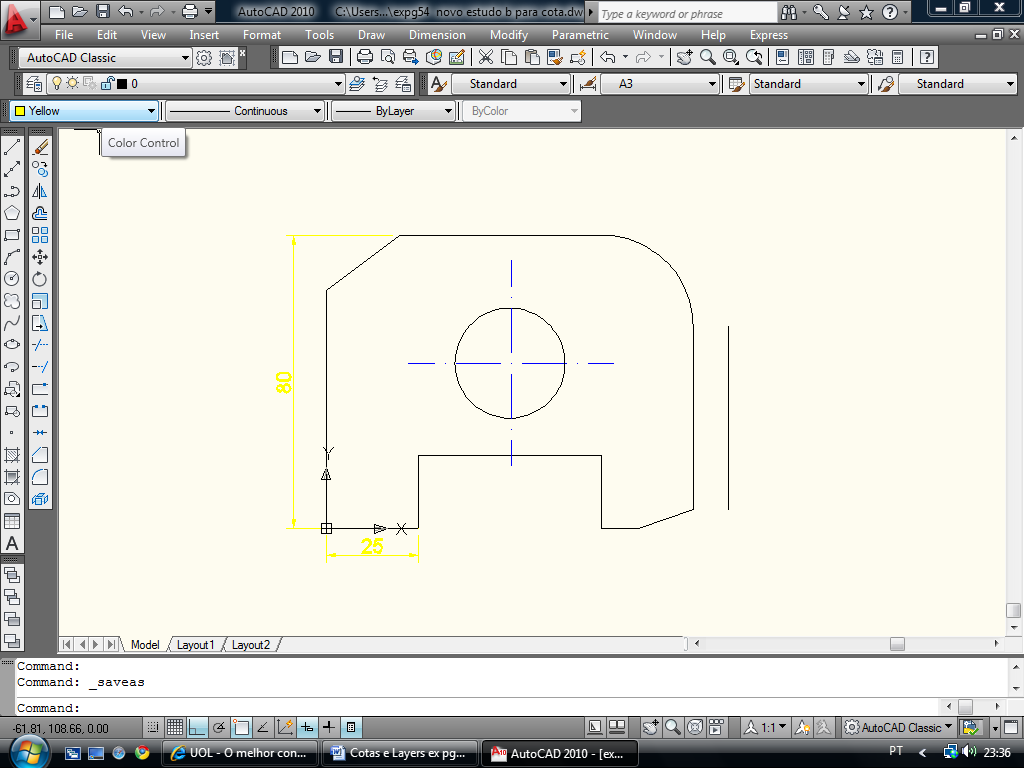 AutoCAD 2010 C:\Users...\expg54 novo estudo b para cota.dw
Type a keyword or phrase
File Edit View Insert Format Tools Draw Dimension Modify Parametric Window Help Express
AutoCAD Classic
0 Standard A3 Standard Standard
Yellow Continuous ByLayer ByColor
Color Control
80
Y
X
25
A
Model Layout1 Layout2
Command:
Command: _saveas
Command:
-61.81, 108.66, 0.00 1:1 AutoCAD Classic
UOL - O melhor con... Cotas e Layers ex pg... AutoCAD 2010 - [ex... PT 23:36